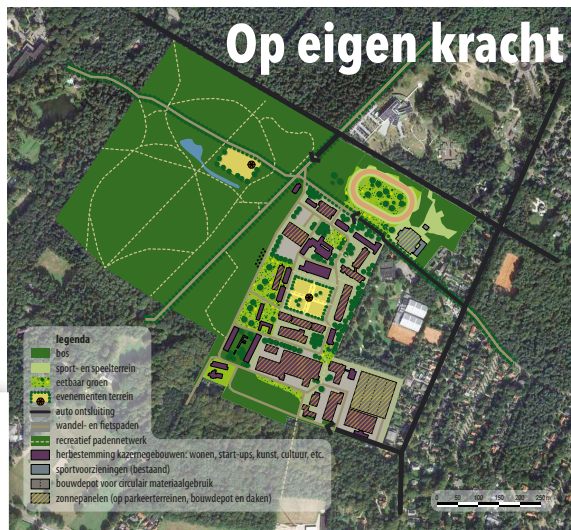 Op eigen kracht
legenda
bos
sport- en speelterrein
eetbaar groen
evenementen terrein
auto ontsluiting
wandel- en fietspaden
recreatief padennetwerk
herbestemming kazernegebouwen: wonen, start-ups, kunst, cultuur, etc.
sportvoorzieningen (bestaand)
bouwdepot voor circulair materiaalgebruik
zonnepanelen (op parkeerterreinen, bouwdepot en daken)
F
0 50 100 150 200 250m